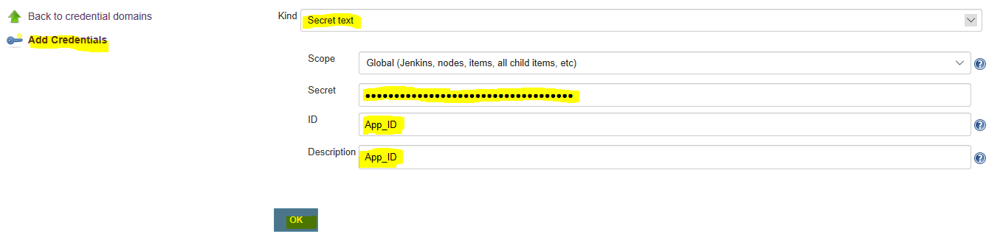 Back to credential domains
Add Credentials
Kind
Secret text
Scope
Global (Jenkins, nodes, items, all child items, etc)
Secret
••••••••••••••••••••••••••••••••••••
ID
App_ID
Description
App_ID
OK